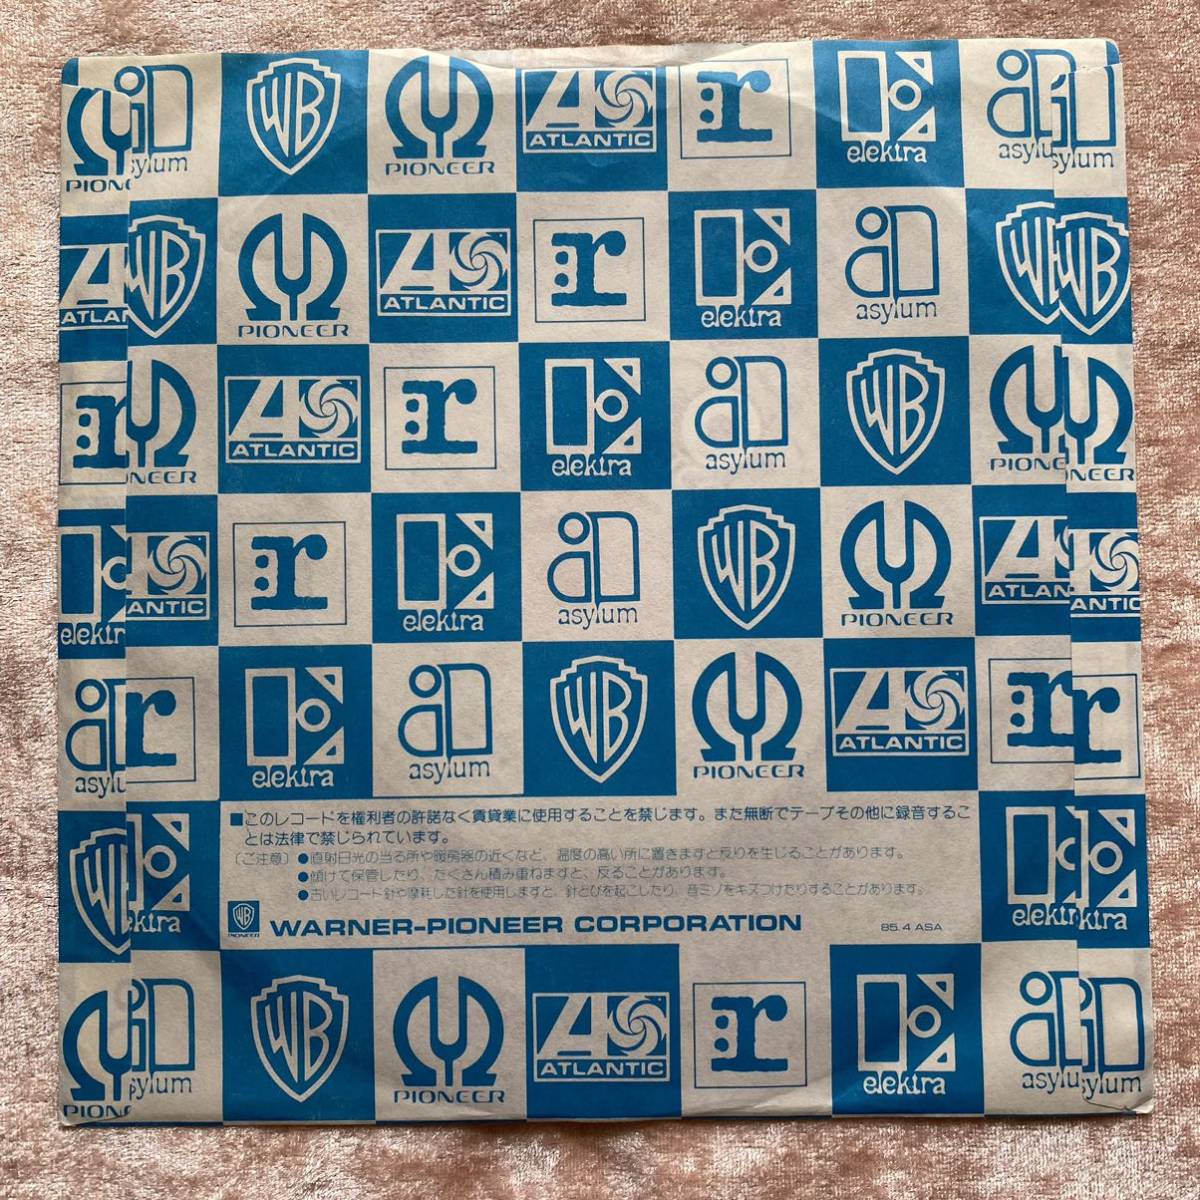 asylum PIONEER ATLANTIC elektra asylum asylum
PIONEER
ATLANTIC PIONEER ATLANTIC elektra asylum
PIONEER ATLANTIC elektra asylum PIONEER PIONEER
elektra ATLANTIC elektra asylum PIONEER ATLANTIC ATLANTIC
asylum elektra asylum PIONEER ATLANTIC
■このレコードを権利者の許諾なく賃貸業に使用することを禁じます。また無断でテープその他に録音するこ
とは法律で禁じられています。
〔ご注意〕●直射日光の当る所や暖房器の近くなど、温度の高い所に置きますと反りを生じることがあります。
●傾けて保管したり、たくさん積み重ねますと、反ることがあります。
●古いレコード針や摩耗した針を使用しますと、針とびを起こしたり、音ミゾをキズつけたりすることがあります。
elektra WB PIONEER WARNER-PIONEER CORPORATION 85.4 ASA elektra elektra
asylum PIONEER ATLANTIC elektra asylum asylum
PIONEER